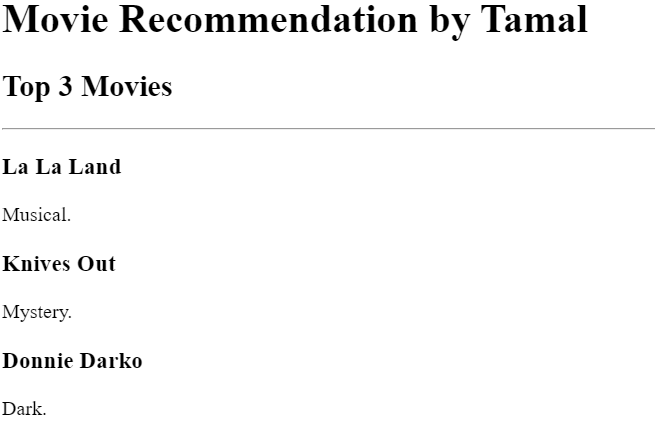 Movie Recommendation by Tamal
Top 3 Movies
La La Land
Musical.
Knives Out
Mystery.
Donnie Darko
Dark.